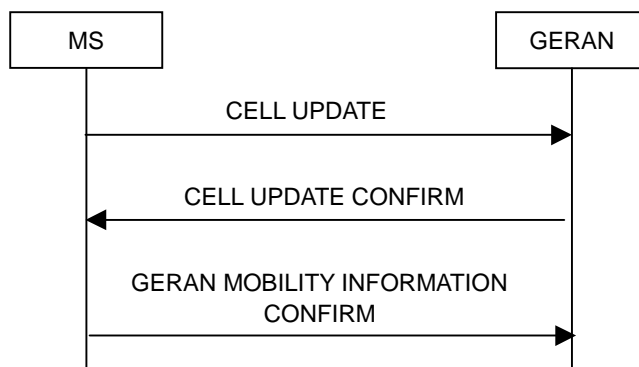 MS
GERAN
CELL UPDATE
CELL UPDATE CONFIRM
GERAN MOBILITY INFORMATION
CONFIRM